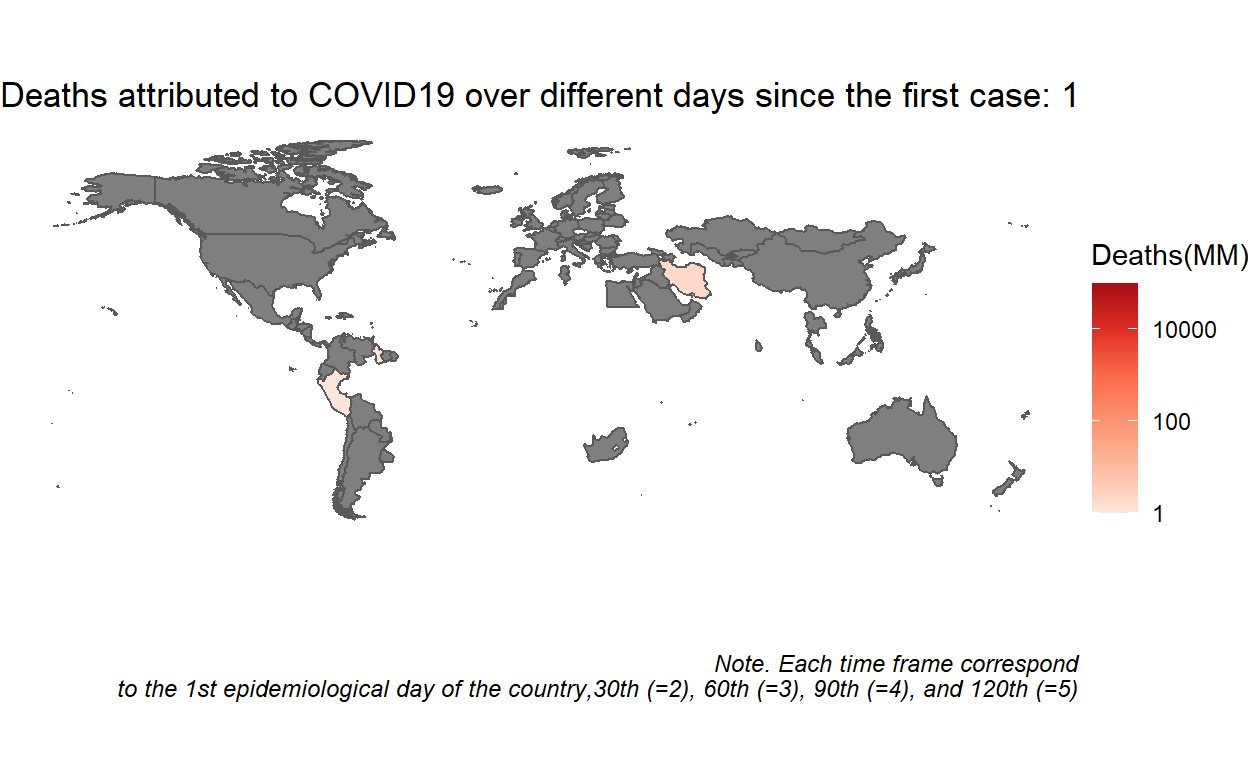 Deaths attributed to COVID19 over different days since the first case: 1
Deaths(MM)
10000
100
1
Note. Each time frame correspond
to the 1st epidemiological day of the country,30th (=2), 60th (=3), 90th (=4), and 120th (=5)